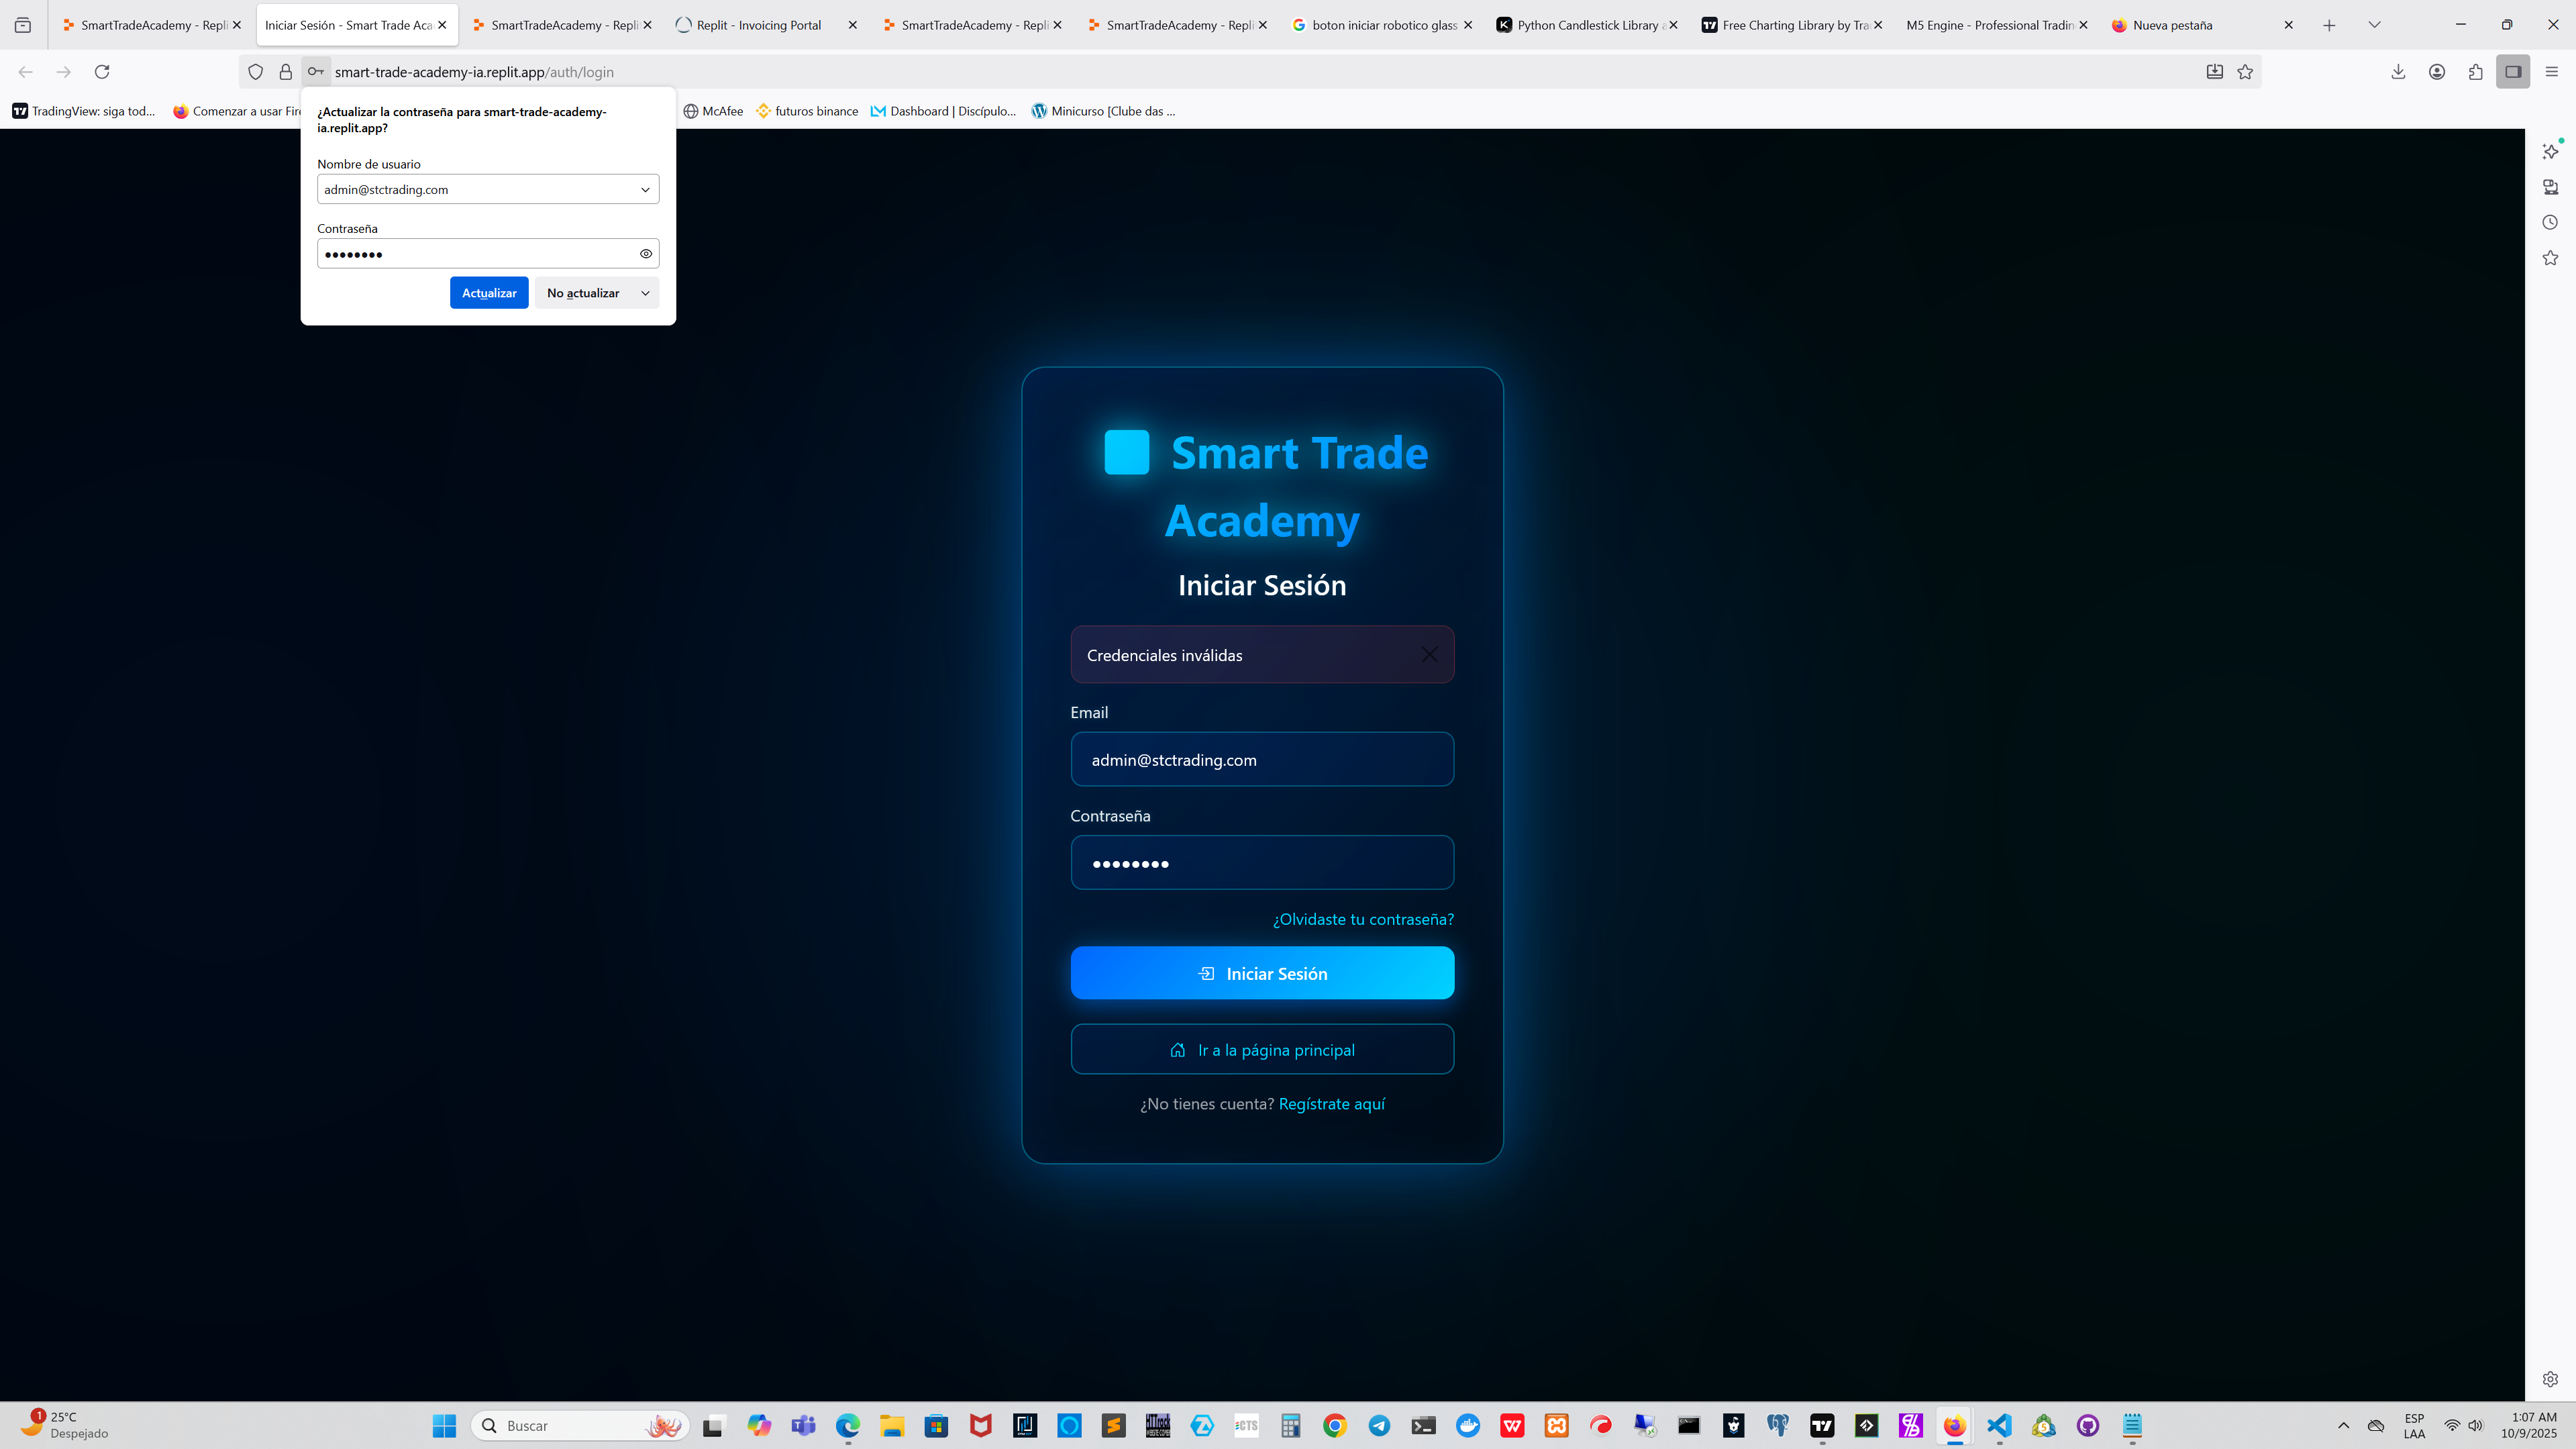 SmartTradeAcademy - Repli
Iniciar Sesión - Smart Trade Aca
SmartTradeAcademy - Repli
Replit - Invoicing Portal
SmartTradeAcademy - Repli
SmartTradeAcademy - Repli
boton iniciar robotico glass
Python Candlestick Library a
Free Charting Library by Tra
M5 Engine - Professional Tradin
Nueva pestaña
smart-trade-academy-ia.replit.app/auth/login
TradingView: siga tod...
Comenzar a usar Fire
McAfee
futuros binance
Dashboard | Discípulo...
Minicurso [Clube das ...
¿Actualizar la contraseña para smart-trade-academy-
ia.replit.app?
Nombre de usuario
admin@stctrading.com
Contraseña
Actualizar
No actualizar
Smart Trade
Academy
Iniciar Sesión
Credenciales inválidas
Email
admin@stctrading.com
Contraseña
¿Olvidaste tu contraseña?
Iniciar Sesión
Ir a la página principal
¿No tienes cuenta? Regístrate aquí
1
25°C
Despejado
Buscar
ESP
LAA
1:07 AM
10/9/2025